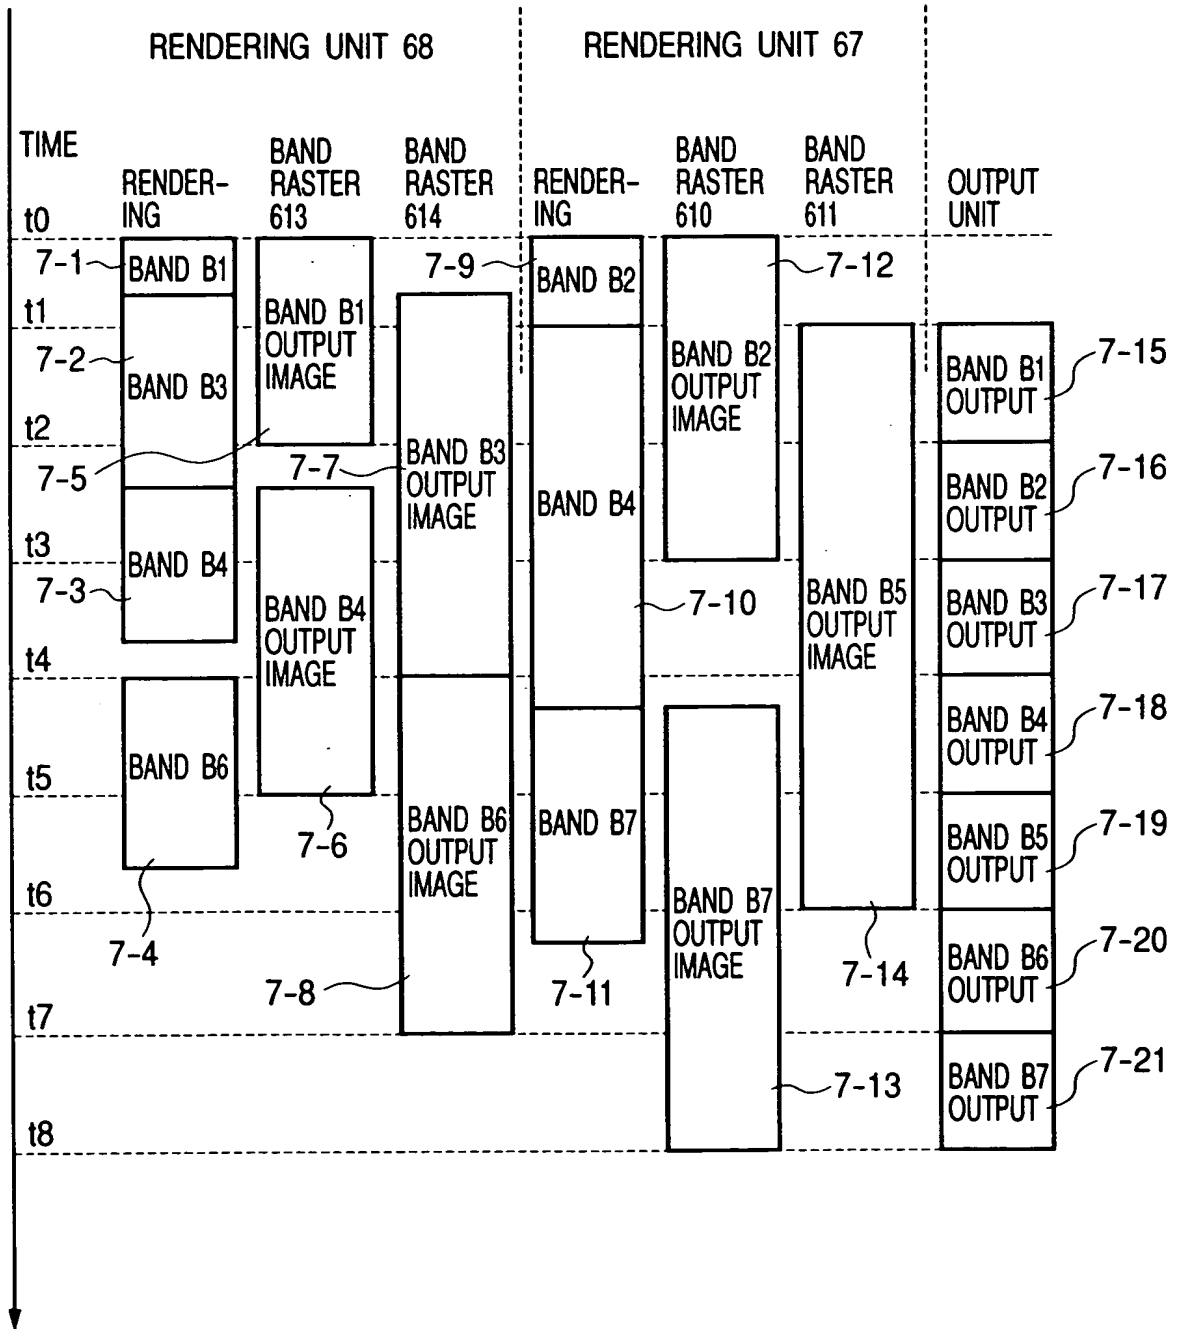 RENDERING UNIT 68
RENDERING UNIT 67
TIME
RENDER-
ING
BAND
RASTER
613
BAND
RASTER
614
RENDER-
ING
BAND
RASTER
610
BAND
RASTER
611
OUTPUT
UNIT
t0
t1
t2
t3
t4
t5
t6
t7
t8
7-1
BAND B1
7-2
BAND B3
7-5
BAND B4
7-3
BAND B6
7-4
BAND B1
OUTPUT
IMAGE
BAND B4
OUTPUT
IMAGE
7-6
7-7
BAND B3
OUTPUT
IMAGE
BAND B6
OUTPUT
IMAGE
7-8
7-9
BAND B2
BAND B4
7-10
BAND B7
7-11
7-12
BAND B2
OUTPUT
IMAGE
BAND B7
OUTPUT
IMAGE
7-13
BAND B5
OUTPUT
IMAGE
7-14
BAND B1
OUTPUT
7-15
BAND B2
OUTPUT
7-16
BAND B3
OUTPUT
7-17
BAND B4
OUTPUT
7-18
BAND B5
OUTPUT
7-19
BAND B6
OUTPUT
7-20
BAND B7
OUTPUT
7-21